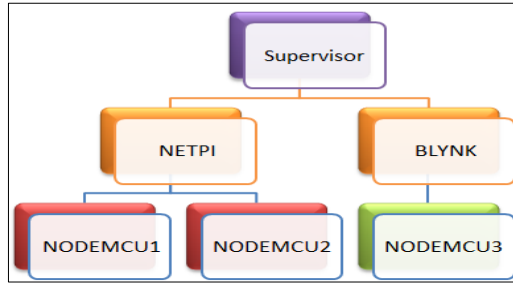 Supervisor
NETPI
BLYNK
NODEMCU1
NODEMCU2
NODEMCU3